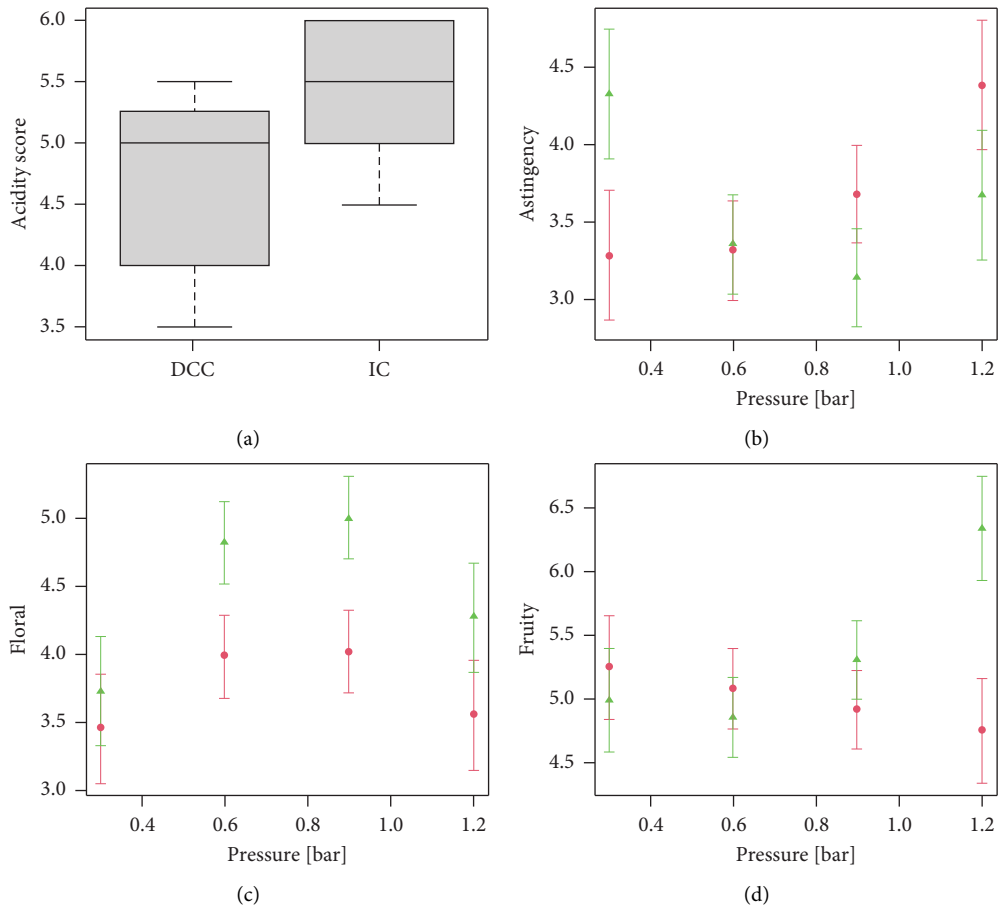 6.0
5.5
5.0
4.5
4.0
3.5
Acidity score
DCC IC
(a)
4.5
4.0
3.5
3.0
Astingency
0.4 0.6 0.8 1.0 1.2
Pressure [bar]
(b)
5.0
4.5
4.0
3.5
3.0
Floral
0.4 0.6 0.8 1.0 1.2
Pressure [bar]
(c)
6.5
6.0
5.5
5.0
4.5
Fruity
0.4 0.6 0.8 1.0 1.2
Pressure [bar]
(d)